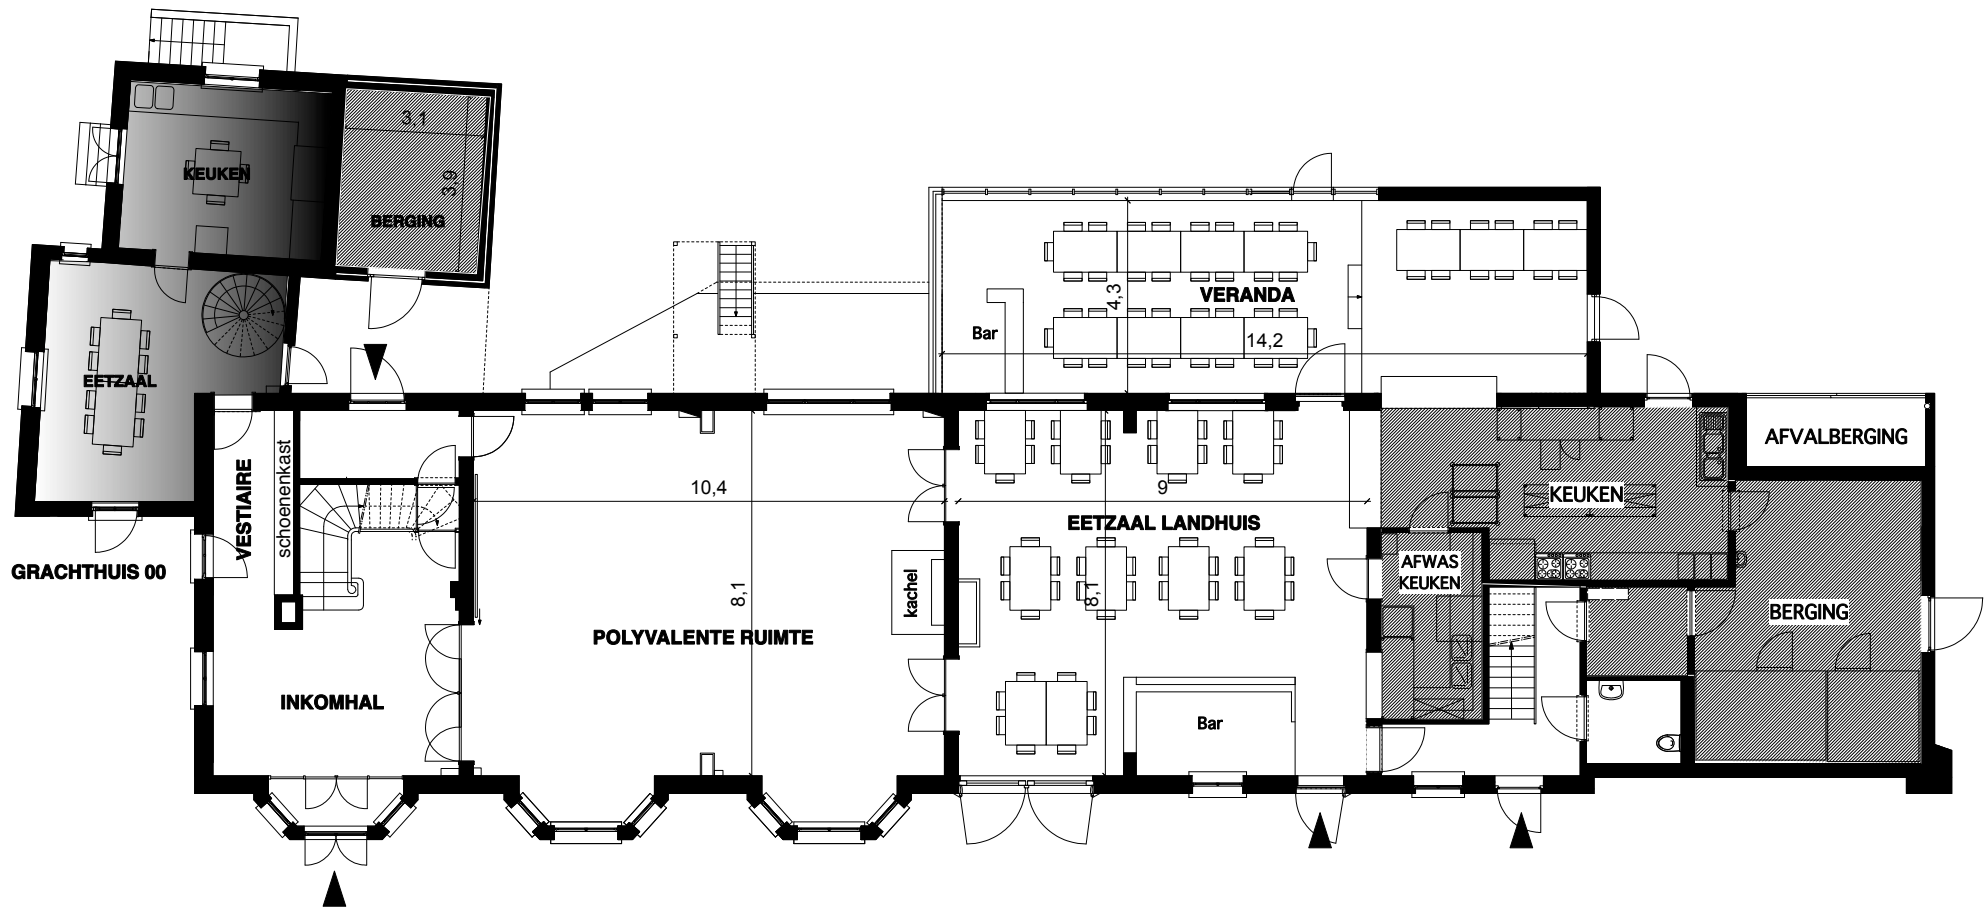 3,1
KEUKEN
3,9
BERGING
EETZAAL
GRACHTHUIS 00
VESTIAIRE
schoenenkast
INKOMHAL
10,4
8,1
POLYVALENTE RUIMTE
kachel
Bar
4,3
VERANDA
14,2
9
EETZAAL LANDHUIS
8,1
Bar
KEUKEN
AFWAS
KEUKEN
AFVALBERGING
BERGING